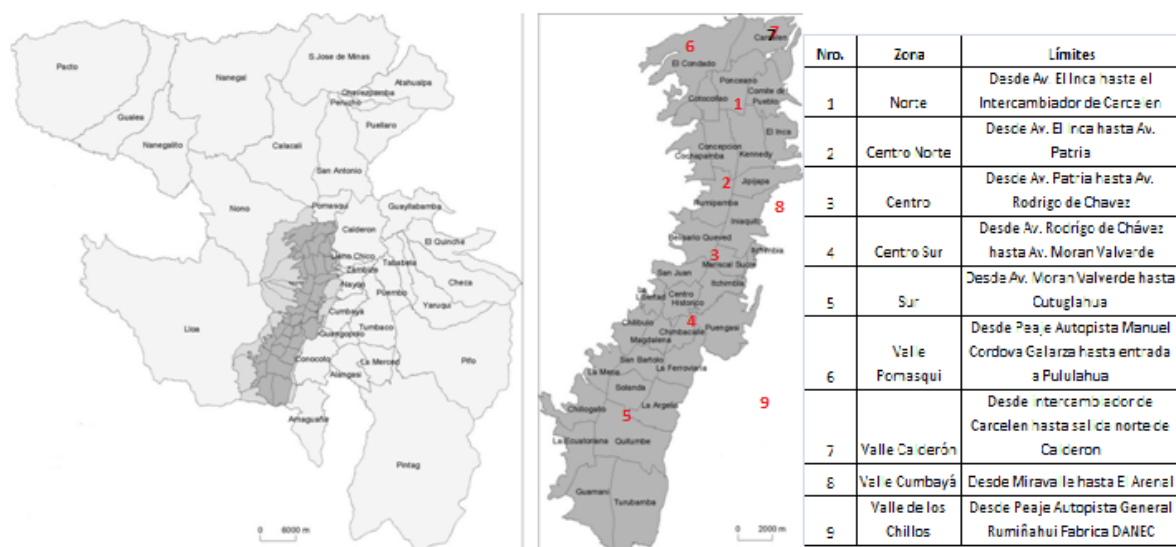 Pacto
Nanegal
S.Jose de Minas
Atahualpa
Chavezpamba
Perucho
Gualea
Puellaro
Nanegalito
Calacali
San Antonio
Nono
Pomasqui
Guayllabamba
Calderon
El Quinche
Llano Chico
Tababela
Zambiza
Checa
Nayon
Puembo
Yaruqui
Lloa
Cumbaya
Tumbaco
Guangopolo
Pifo
Conocoto
La Merced
Alangasi
Amaguaña
Pintag
0 6000 m
7
Carcelen
6
El Condado
Ponceano
Cotocollao
1
Comite del
Pueblo
El Inca
Concepcion
Cochapamba
Kennedy
2
Jipijapa
Rumipamba
8
Iniaquito
Belisario Queved
Itchimbia
3
Mariscal Sucre
San Juan
Itchimbia
La
Libertad
Centro
Historico
4
Chilibulo
Chimbacalle
Puengasi
Magdalena
San Bartolo
La Ferroviaria
La Mena
Solanda
9
La Argelia
Chillogallo
5
La Ecuatoriana
Quitumbe
Guamani
Turubamba
0 2000 m
Nro. Zona Límites
1 Norte Desde Av. El Inca hasta el
Intercambiador de Carcelen
2 Centro Norte Desde Av. El Inca hasta Av.
Patria
3 Centro Desde Av. Patria hasta Av.
Rodrigo de Chavez
4 Centro Sur Desde Av. Rodrígo de Chávez
hasta Av. Moran Valverde
5 Sur Desde Av. Moran Valverde hasta
Cutuglahua
6 Valle
Pomasqui
Desde Peaje Autopista Manuel
Cordova Galarza hasta entrada
a Pululahua
7 Valle Calderón Desde intercambiador de
Carcelen hasta salida norte de
Calderon
8 Valle Cumbayá Desde Miravalle hasta El Arenal
9 Valle de los
Chillos
Desde Peaje Autopista General
Rumiñahui Fabrica DANEC